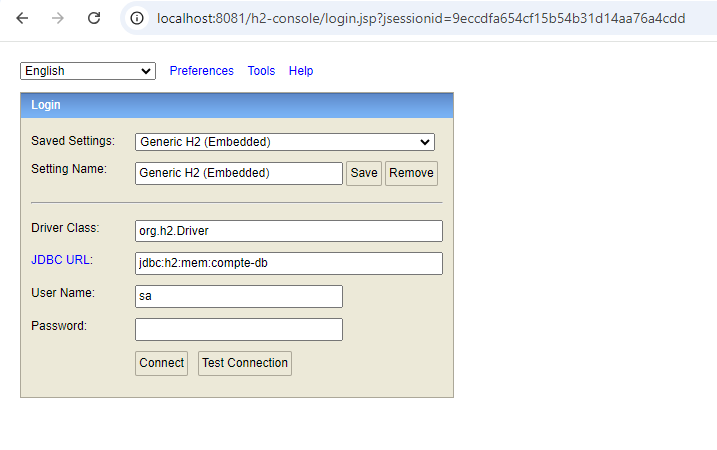 localhost:8081/h2-console/login.jsp?jsessionid=9eccdfa654cf15b54b31d14aa76a4cdd
English Preferences Tools Help
Login
Saved Settings: Generic H2 (Embedded)
Setting Name: Generic H2 (Embedded) Save Remove
Driver Class: org.h2.Driver
JDBC URL: jdbc:h2:mem:compte-db
User Name: sa
Password:
Connect Test Connection